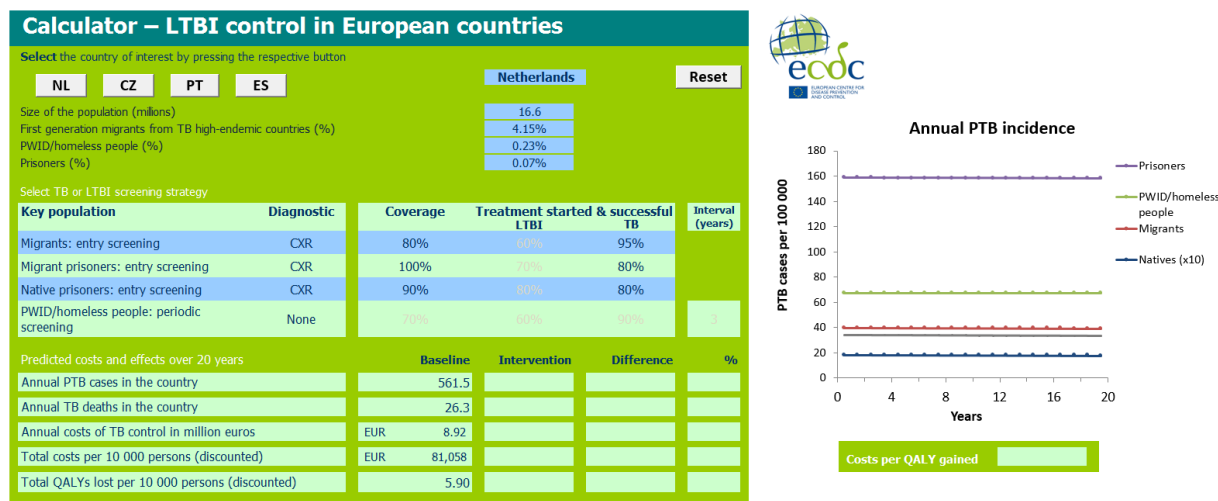 Calculator – LTBI control in European countries
Select the country of interest by pressing the respective button
NL CZ PT ES
Netherlands
Reset
Size of the population (millions) 16.6
First generation migrants from TB high-endemic countries (%) 4.15%
PWID/homeless people (%) 0.23%
Prisoners (%) 0.07%
Select TB or LTBI screening strategy
Key population Diagnostic Coverage Treatment started & successful Interval
LTBI TB (years)
Migrants: entry screening CXR 80% 60% 95%
Migrant prisoners: entry screening CXR 100% 70% 80%
Native prisoners: entry screening CXR 90% 80% 80%
PWID/homeless people: periodic
screening None 70% 60% 90% 3
Predicted costs and effects over 20 years Baseline Intervention Difference %
Annual PTB cases in the country 561.5
Annual TB deaths in the country 26.3
Annual costs of TB control in million euros EUR 8.92
Total costs per 10 000 persons (discounted) EUR 81,058
Total QALYs lost per 10 000 persons (discounted) 5.90
ecdc
EUROPEAN CENTRE FOR
DISEASE PREVENTION
AND CONTROL
Annual PTB incidence
PTB cases per 100 000
180
160
140
120
100
80
60
40
20
0
0 4 8 12 16 20
Years
Prisoners
PWID/homeless
people
Migrants
Natives (x10)
Costs per QALY gained